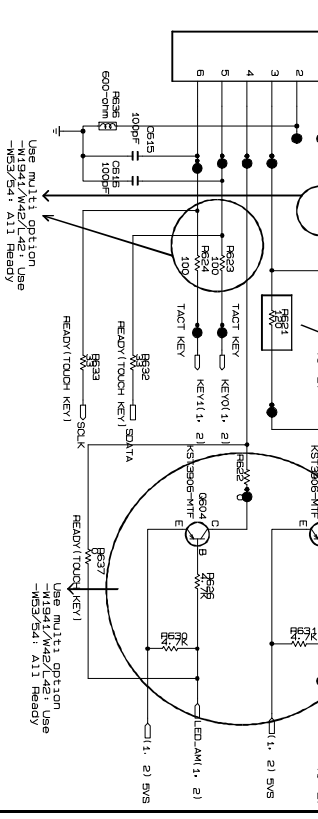 6
5
4
3
2
R636
600-ohm
C615
100pF
C616
100pF
Use multi option
-W1941/W42/L42: Use
-W53/54: All Ready
R623
100
R624
100
TACT KEY
TACT KEY
KEY1(1, 2)
KEY0(1, 2)
R621
R633
R632
READY(TOUCH KEY)
READY(TOUCH KEY)
SCLK
SDATA
R622
0
KST3906-MTF
Q604
E
C
B
KST3906-MTF
E
R626
4.7K
R637
0
READY(TOUCH KEY)
R630
4.7K
R631
4.7K
Use multi option
-W1941/W42/L42: Use
-W53/54: All Ready
(1, 2) 5VS
LED_AM(1, 2)
(1, 2) 5VS